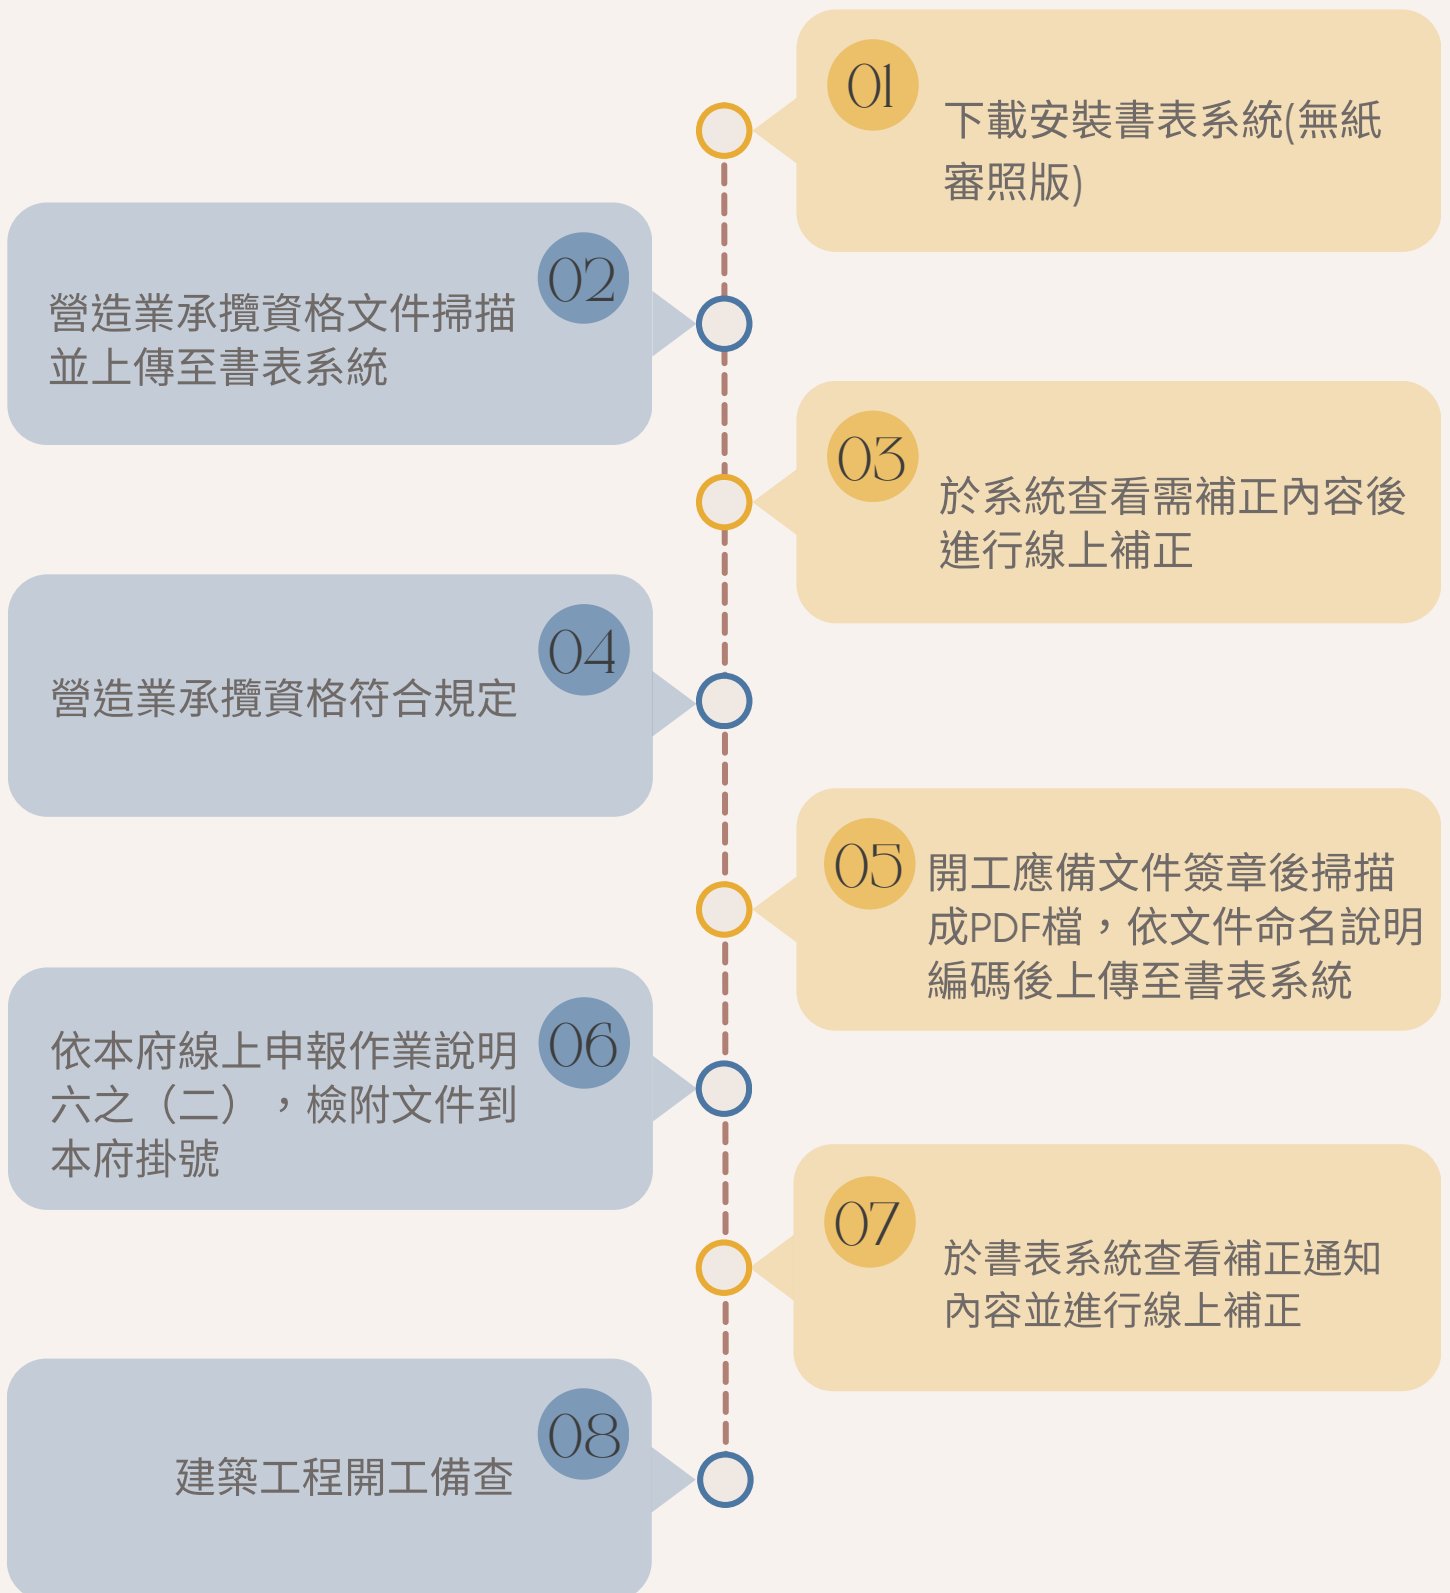 01
下載安裝書表系統(無紙
審照版)
02
營造業承攬資格文件掃描
並上傳至書表系統
03
於系統查看需補正內容後
進行線上補正
04
營造業承攬資格符合規定
05
開工應備文件簽章後掃描
成PDF檔，依文件命名說明
編碼後上傳至書表系統
06
依本府線上申報作業說明
六之（二），檢附文件到
本府掛號
07
於書表系統查看補正通知
內容並進行線上補正
08
建築工程開工備查